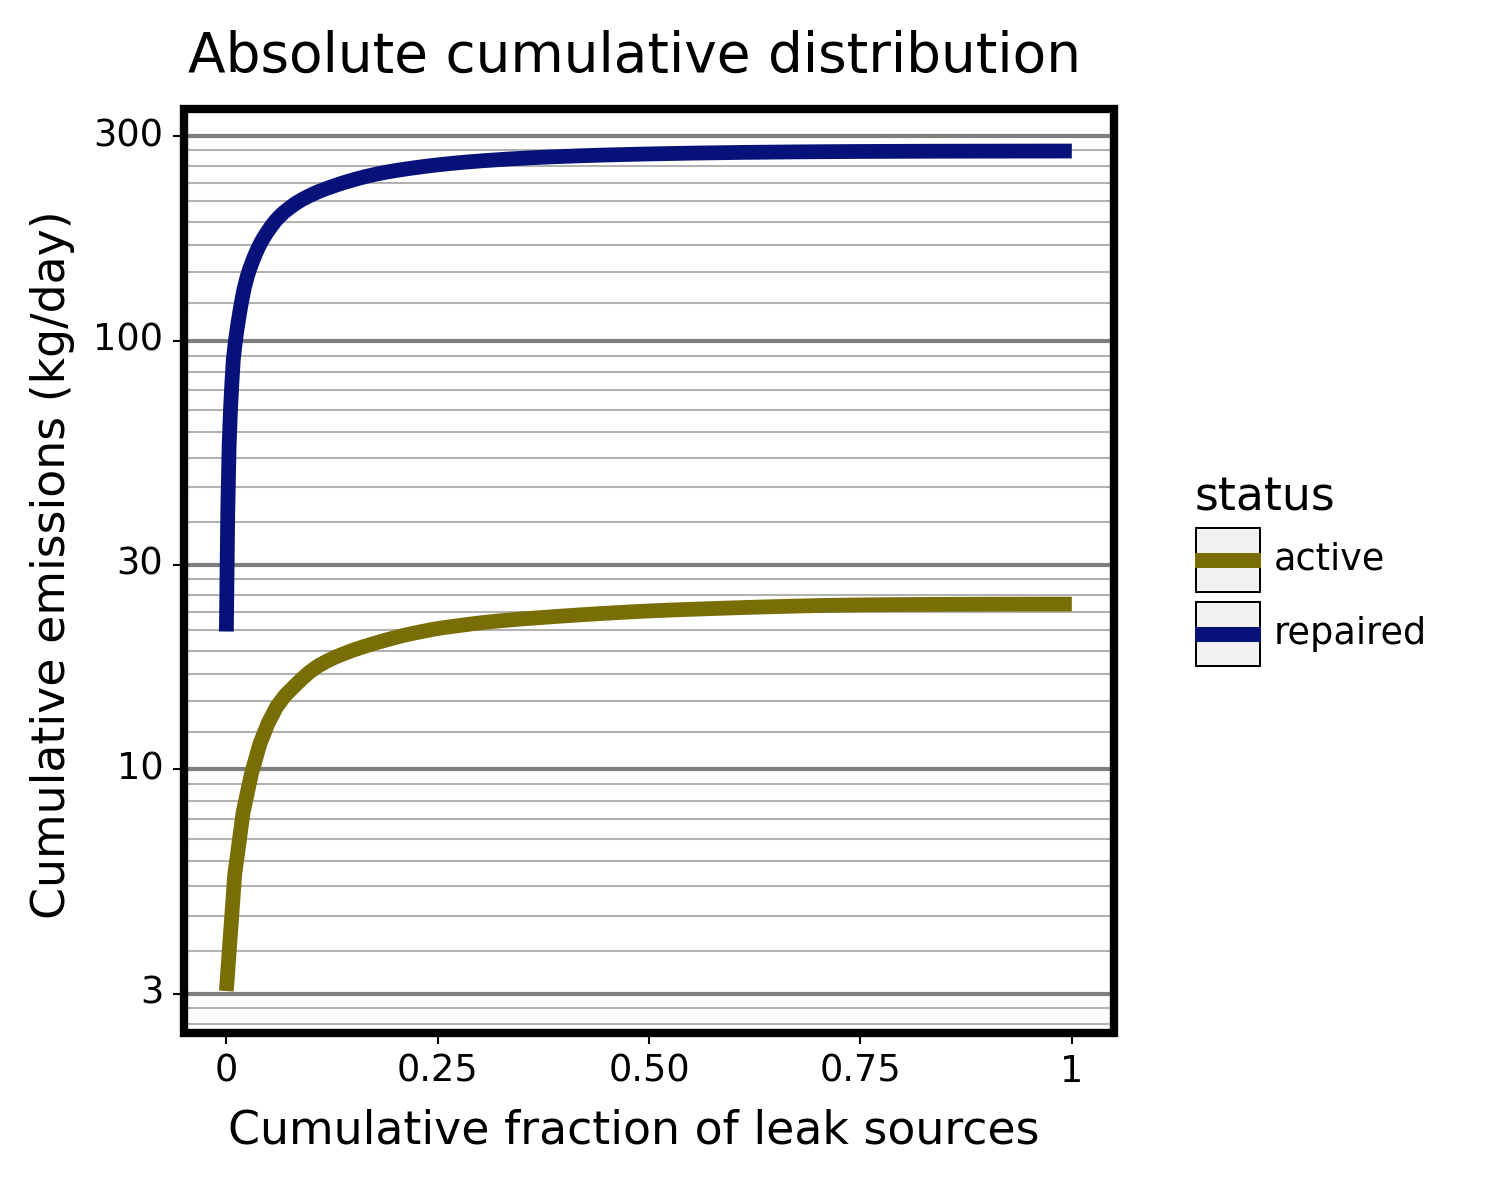 Absolute cumulative distribution
Cumulative emissions (kg/day)
300
100
30
10
3
0 0.25 0.50 0.75 1
Cumulative fraction of leak sources
status
active
repaired